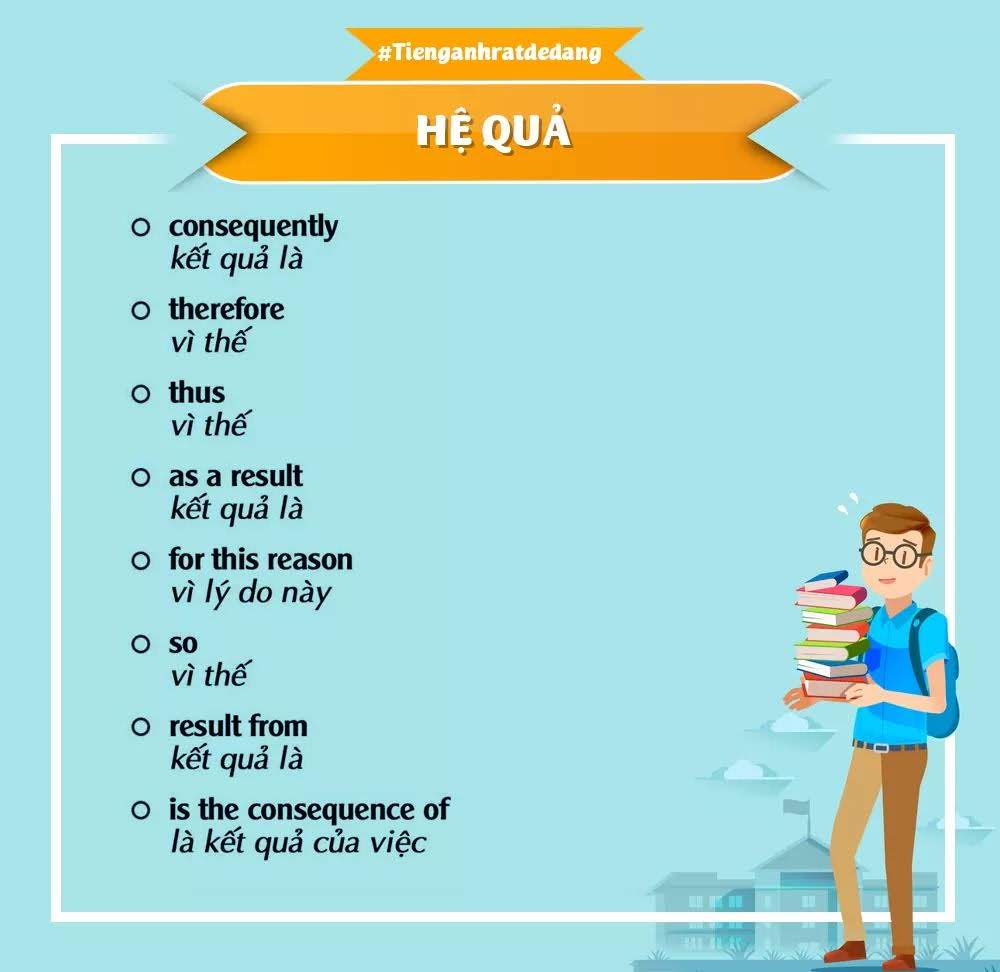 #Tienganhratdedang
HỆ QUẢ
consequently
kết quả là
therefore
vì thế
thus
vì thế
as a result
kết quả là
for this reason
vì lý do này
so
vì thế
result from
kết quả là
is the consequence of
là kết quả của việc